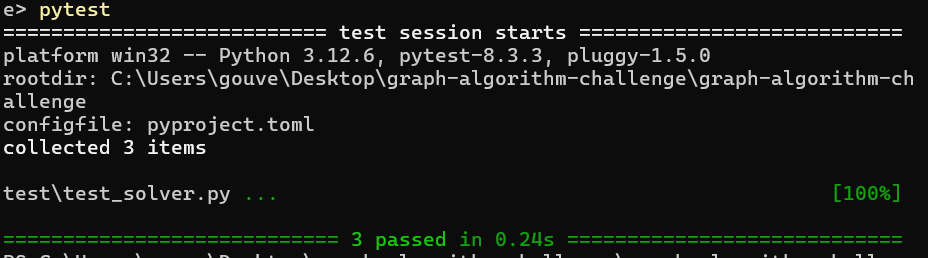 e> pytest
=========================== test session starts ===========================
platform win32 -- Python 3.12.6, pytest-8.3.3, pluggy-1.5.0
rootdir: C:\Users\gouve\Desktop\graph-algorithm-challenge\graph-algorithm-ch
allenge
configfile: pyproject.toml
collected 3 items
test\test_solver.py ... [100%]
============================ 3 passed in 0.24s ============================